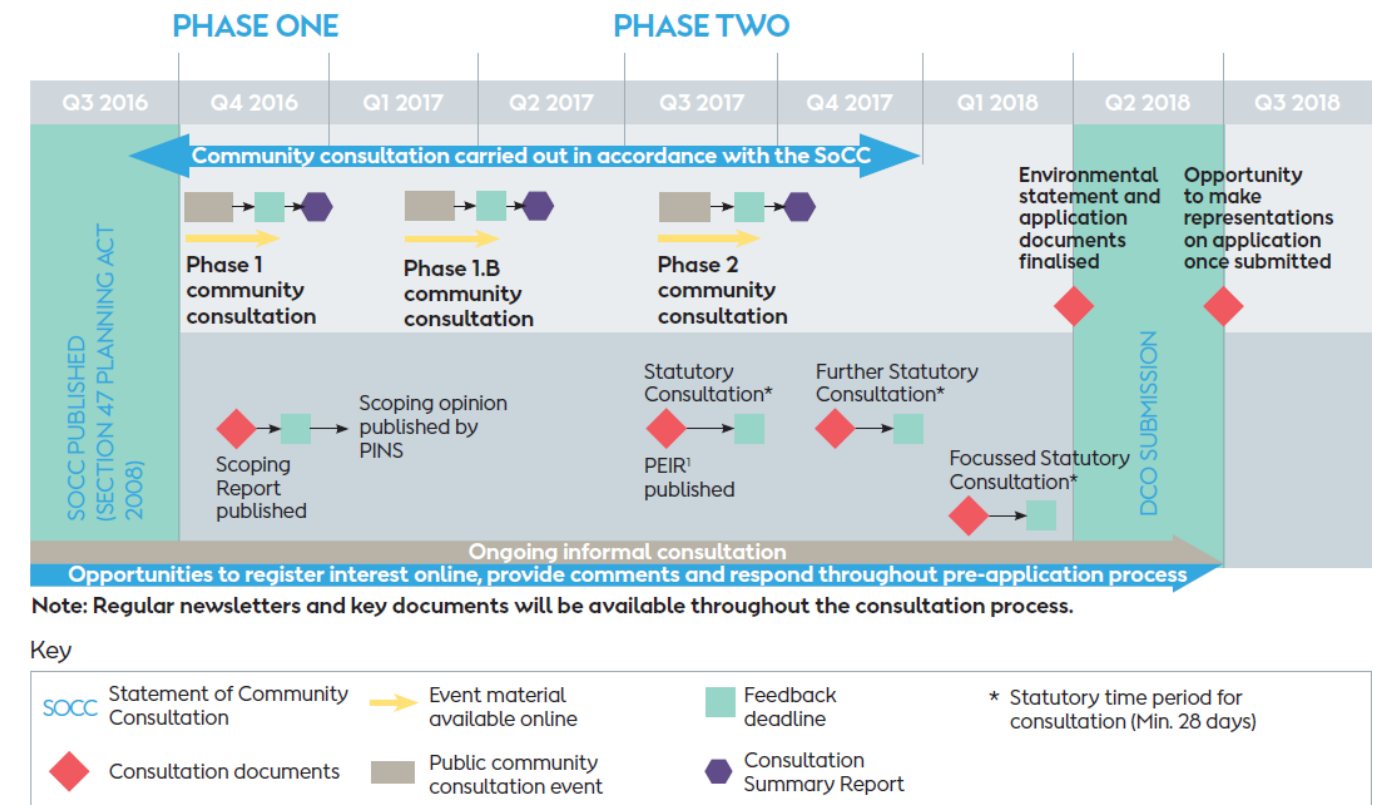 PHASE ONE
PHASE TWO
Q3 2016
Q4 2016
Q1 2017
Q2 2017
Q3 2017
Q4 2017
Q1 2018
Q2 2018
Q3 2018
Community consultation carried out in accordance with the SoCC
SOCC PUBLISHED
(SECTION 47 PLANNING ACT
2008)
Phase 1
community
consultation
Phase 1.B
community
consultation
Phase 2
community
consultation
Environmental
statement and
application
documents
finalised
Opportunity
to make
representations
on application
once submitted
Scoping
Report
published
Scoping opinion
published by
PINS
Statutory
Consultation*
PEIR¹
published
Further Statutory
Consultation*
Focussed Statutory
Consultation*
DCO SUBMISSION
Ongoing informal consultation
Opportunities to register interest online, provide comments and respond throughout pre-application process
Note: Regular newsletters and key documents will be available throughout the consultation process.
Key
SOCC
Statement of Community
Consultation
Event material
available online
Feedback
deadline
* Statutory time period for
consultation (Min. 28 days)
Consultation documents
Public community
consultation event
Consultation
Summary Report